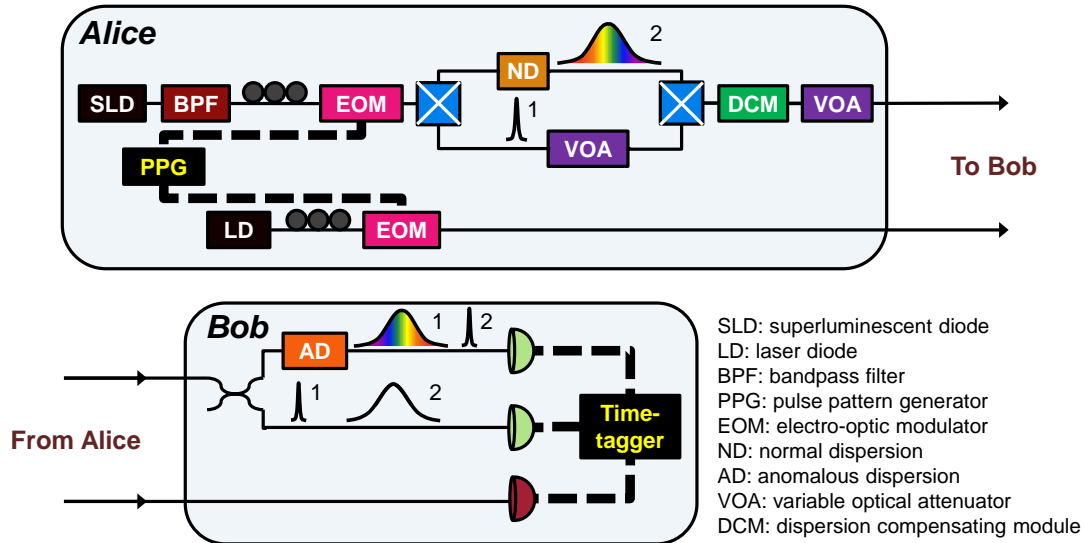 Alice
2
ND
SLD
BPF
EOM
1
DCM
VOA
VOA
PPG
To Bob
LD
EOM
Bob
1
2
AD
1
2
Time-
tagger
From Alice
SLD: superluminescent diode
LD: laser diode
BPF: bandpass filter
PPG: pulse pattern generator
EOM: electro-optic modulator
ND: normal dispersion
AD: anomalous dispersion
VOA: variable optical attenuator
DCM: dispersion compensating module